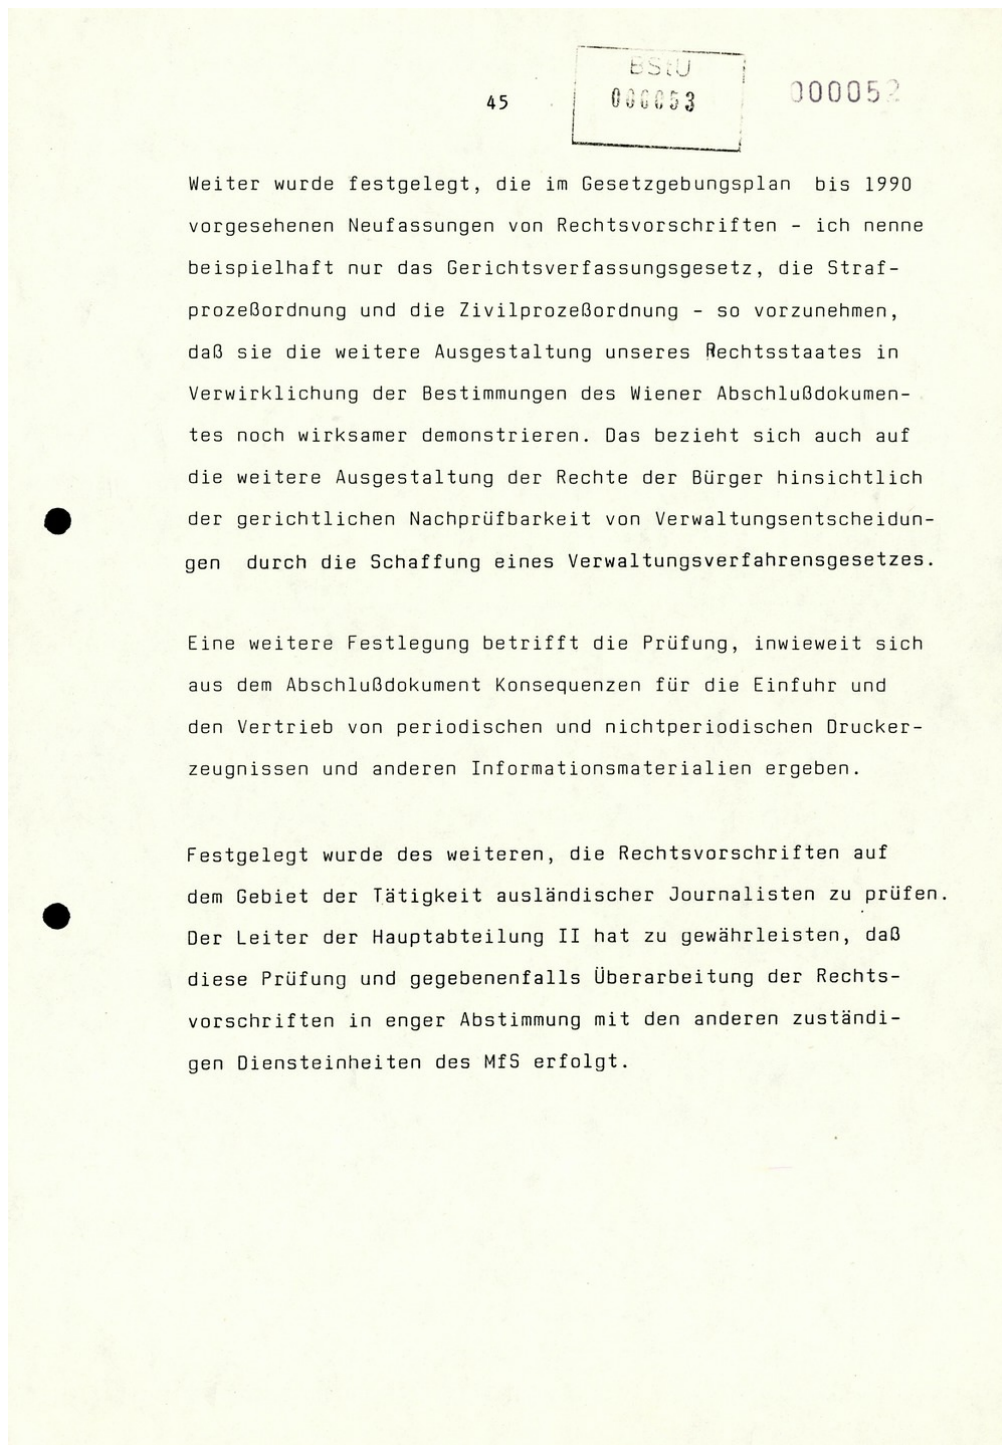 BStU
45 000053 000052
Weiter wurde festgelegt, die im Gesetzgebungsplan bis 1990
vorgesehenen Neufassungen von Rechtsvorschriften - ich nenne
beispielhaft nur das Gerichtsverfassungsgesetz, die Straf-
prozeßordnung und die Zivilprozeßordnung - so vorzunehmen,
daß sie die weitere Ausgestaltung unseres Rechtsstaates in
Verwirklichung der Bestimmungen des Wiener Abschlußdokumen-
tes noch wirksamer demonstrieren. Das bezieht sich auch auf
die weitere Ausgestaltung der Rechte der Bürger hinsichtlich
der gerichtlichen Nachprüfbarkeit von Verwaltungsentscheidun-
gen durch die Schaffung eines Verwaltungsverfahrensgesetzes.
Eine weitere Festlegung betrifft die Prüfung, inwieweit sich
aus dem Abschlußdokument Konsequenzen für die Einfuhr und
den Vertrieb von periodischen und nichtperiodischen Drucker-
zeugnissen und anderen Informationsmaterialien ergeben.
Festgelegt wurde des weiteren, die Rechtsvorschriften auf
dem Gebiet der Tätigkeit ausländischer Journalisten zu prüfen.
Der Leiter der Hauptabteilung II hat zu gewährleisten, daß
diese Prüfung und gegebenenfalls Überarbeitung der Rechts-
vorschriften in enger Abstimmung mit den anderen zuständi-
gen Diensteinheiten des MfS erfolgt.